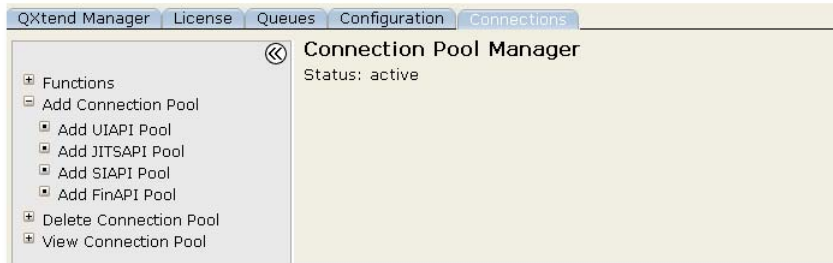 QXtend Manager License Queues Configuration Connections
Connection Pool Manager
Status: active
Functions
Add Connection Pool
Add UIAPI Pool
Add JITSAPI Pool
Add SIAPI Pool
Add FinAPI Pool
Delete Connection Pool
View Connection Pool